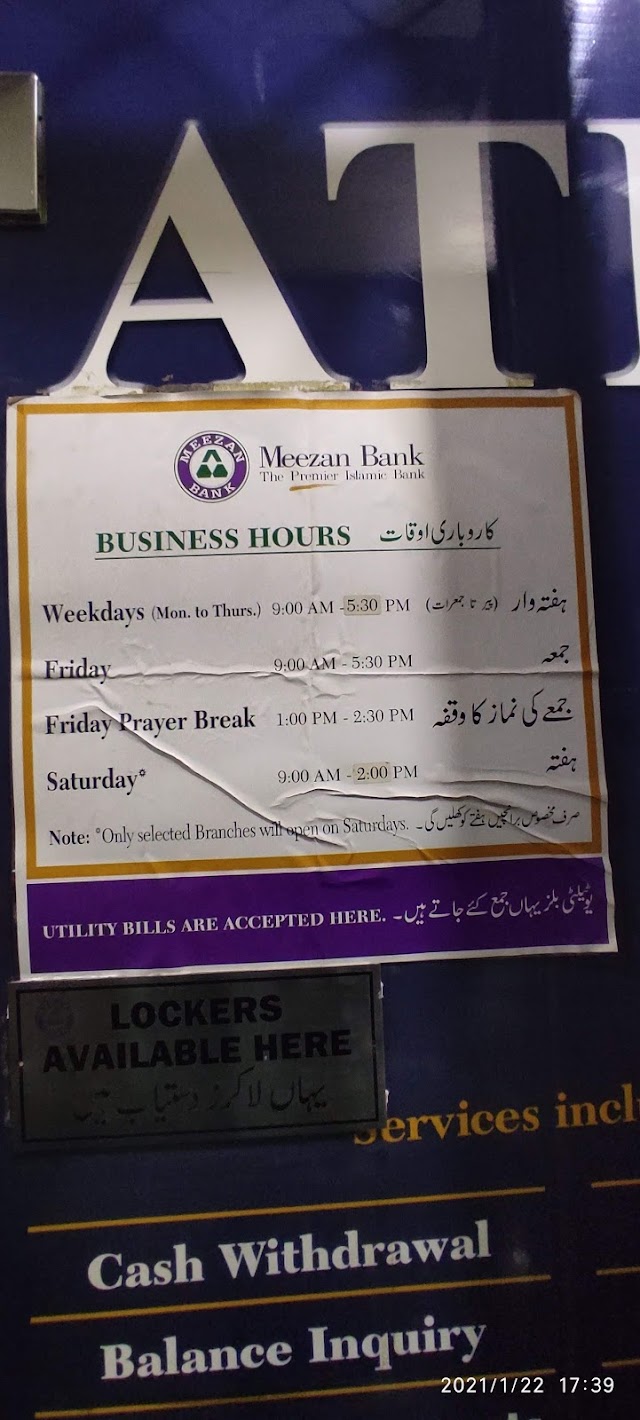 AT
MEEZAN BANK
Meezan Bank
The Premier Islamic Bank
BUSINESS HOURS کاروباری اوقات
Weekdays (Mon. to Thurs.) 9:00 AM - 5:30 PM ہفتہ وار (پیر تا جمعرات)
Friday 9:00 AM - 5:30 PM جمعہ
Friday Prayer Break 1:00 PM - 2:30 PM جمعے کی نماز کا وقفہ
Saturday* 9:00 AM - 2:00 PM ہفتہ
Note: *Only selected Branches will open on Saturdays. صرف مخصوص برانچیں ہفتے کو کھلیں گی۔
UTILITY BILLS ARE ACCEPTED HERE. یوٹیلٹی بلز یہاں جمع کئے جاتے ہیں۔
LOCKERS
AVAILABLE HERE
یہاں لاکرز دستیاب ہیں
Services incl
Cash Withdrawal
Balance Inquiry
2021/1/22 17:39